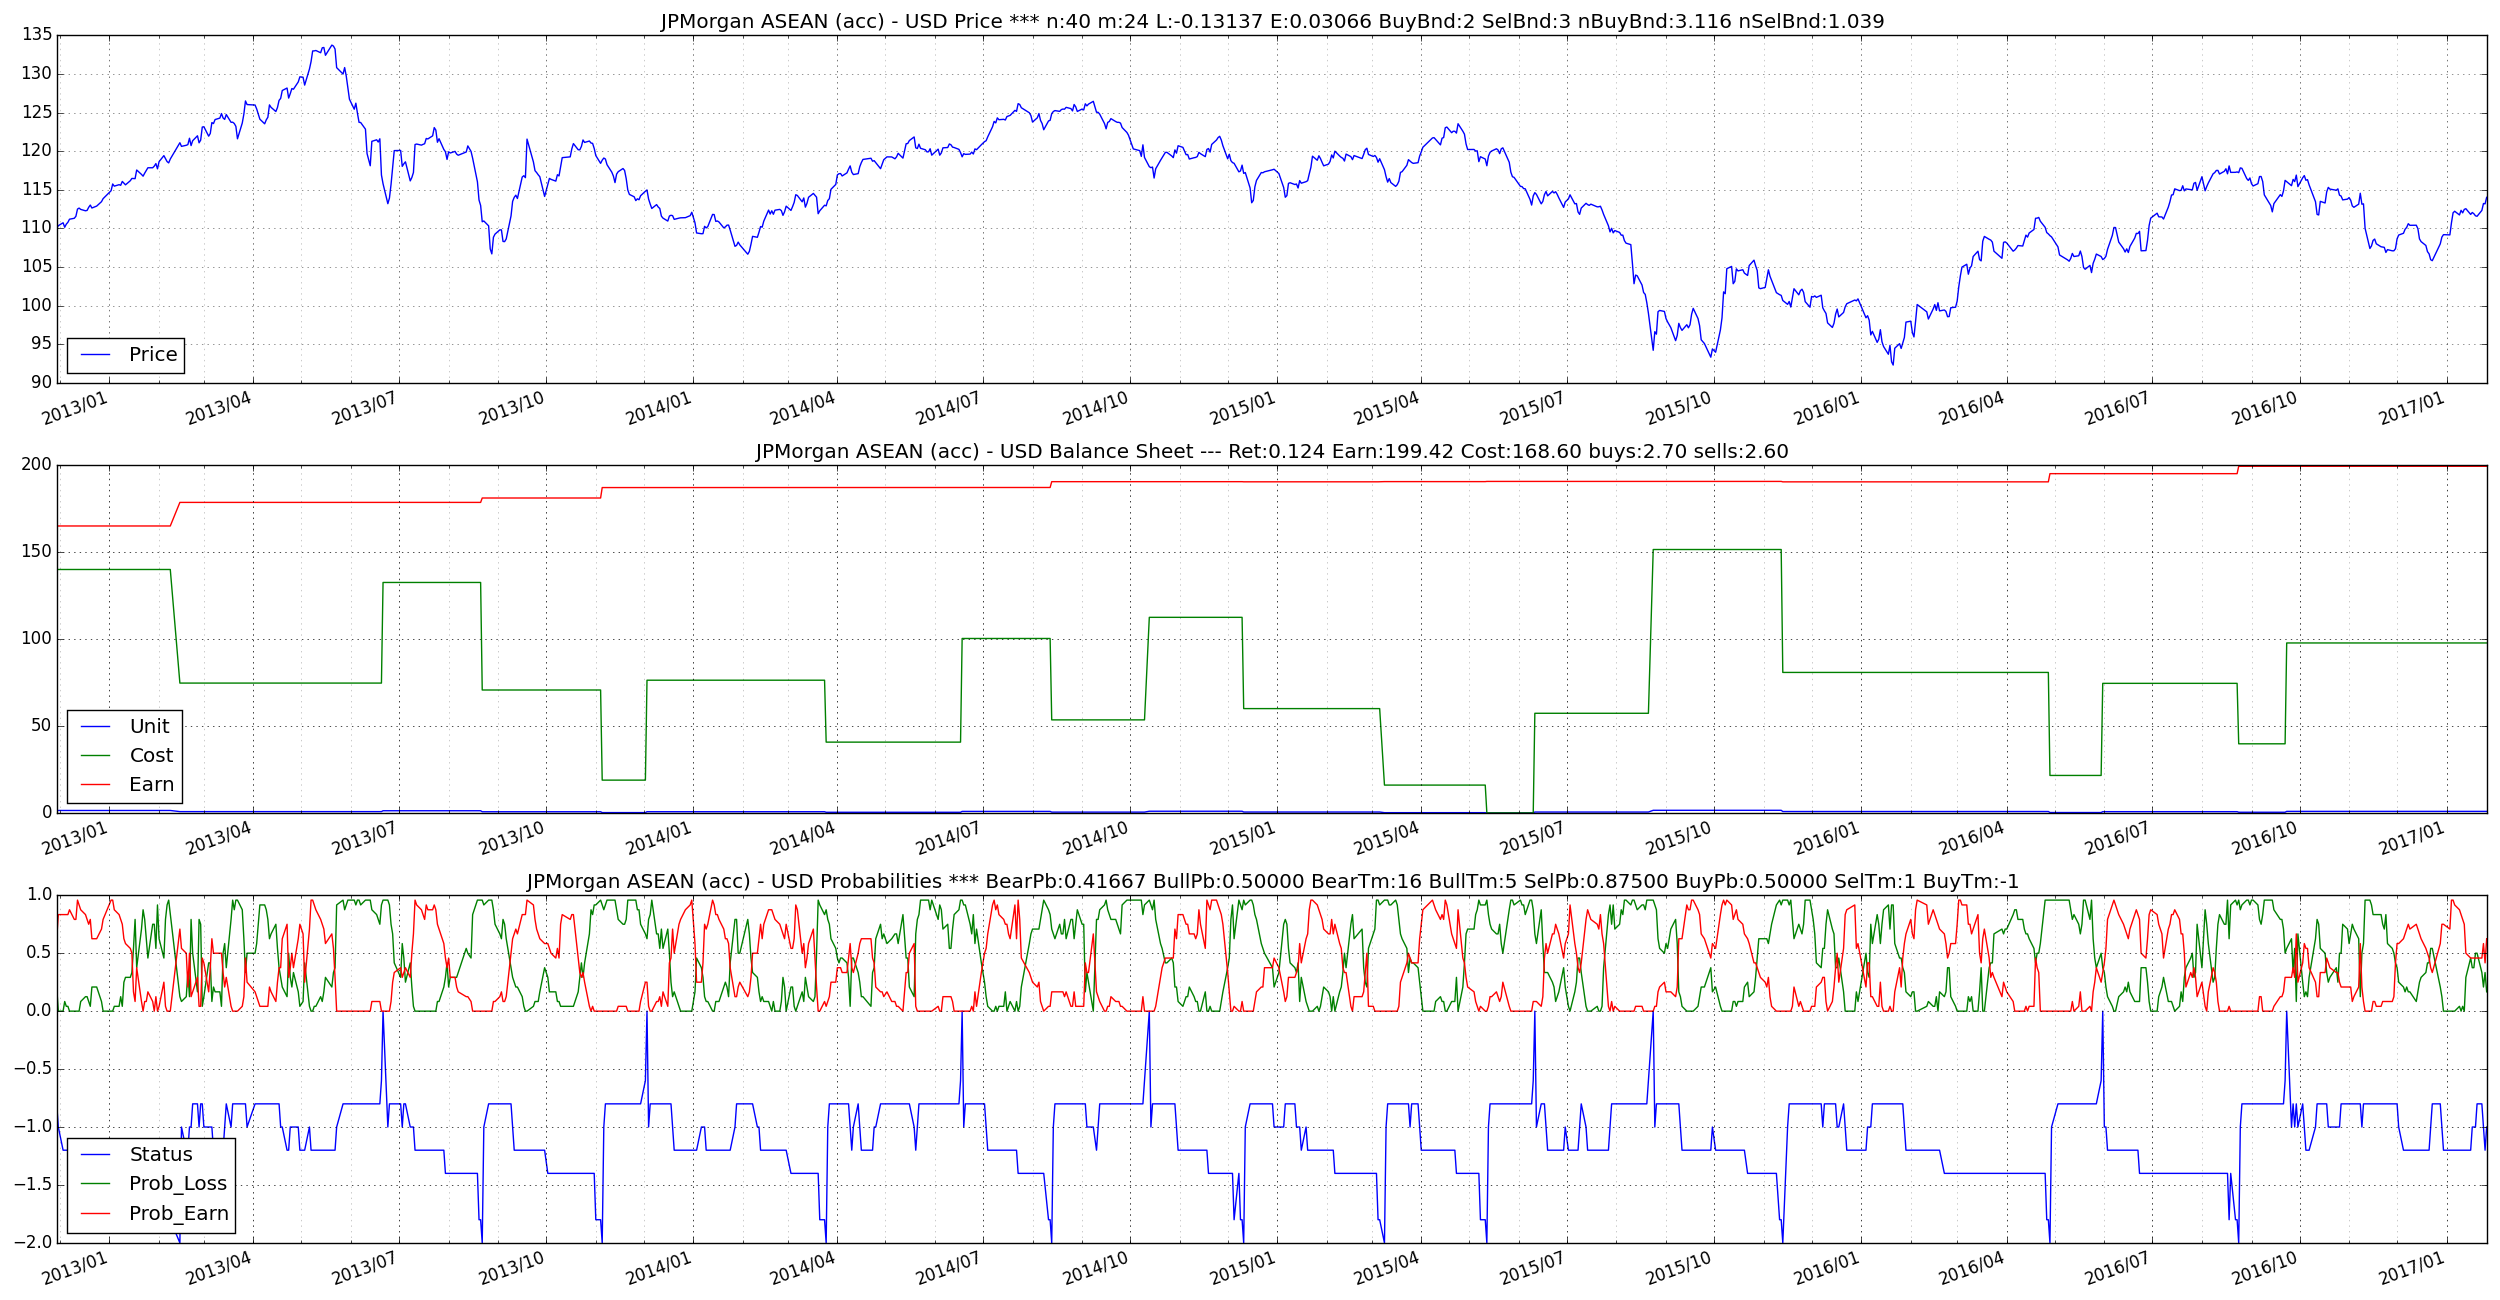 JPMorgan ASEAN (acc) - USD Price *** n:40 m:24 L:-0.13137 E:0.03066 BuyBnd:2 SelBnd:3 nBuyBnd:3.116 nSelBnd:1.039
135
130
125
120
115
110
105
100
95
90
Price
2013/01 2013/04 2013/07 2013/10 2014/01 2014/04 2014/07 2014/10 2015/01 2015/04 2015/07 2015/10 2016/01 2016/04 2016/07 2016/10 2017/01
JPMorgan ASEAN (acc) - USD Balance Sheet --- Ret:0.124 Earn:199.42 Cost:168.60 buys:2.70 sells:2.60
200
150
100
50
0
Unit
Cost
Earn
2013/01 2013/04 2013/07 2013/10 2014/01 2014/04 2014/07 2014/10 2015/01 2015/04 2015/07 2015/10 2016/01 2016/04 2016/07 2016/10 2017/01
JPMorgan ASEAN (acc) - USD Probabilities *** BearPb:0.41667 BullPb:0.50000 BearTm:16 BullTm:5 SelPb:0.87500 BuyPb:0.50000 SelTm:1 BuyTm:-1
1.0
0.5
0.0
−0.5
−1.0
−1.5
−2.0
Status
Prob_Loss
Prob_Earn
2013/01 2013/04 2013/07 2013/10 2014/01 2014/04 2014/07 2014/10 2015/01 2015/04 2015/07 2015/10 2016/01 2016/04 2016/07 2016/10 2017/01